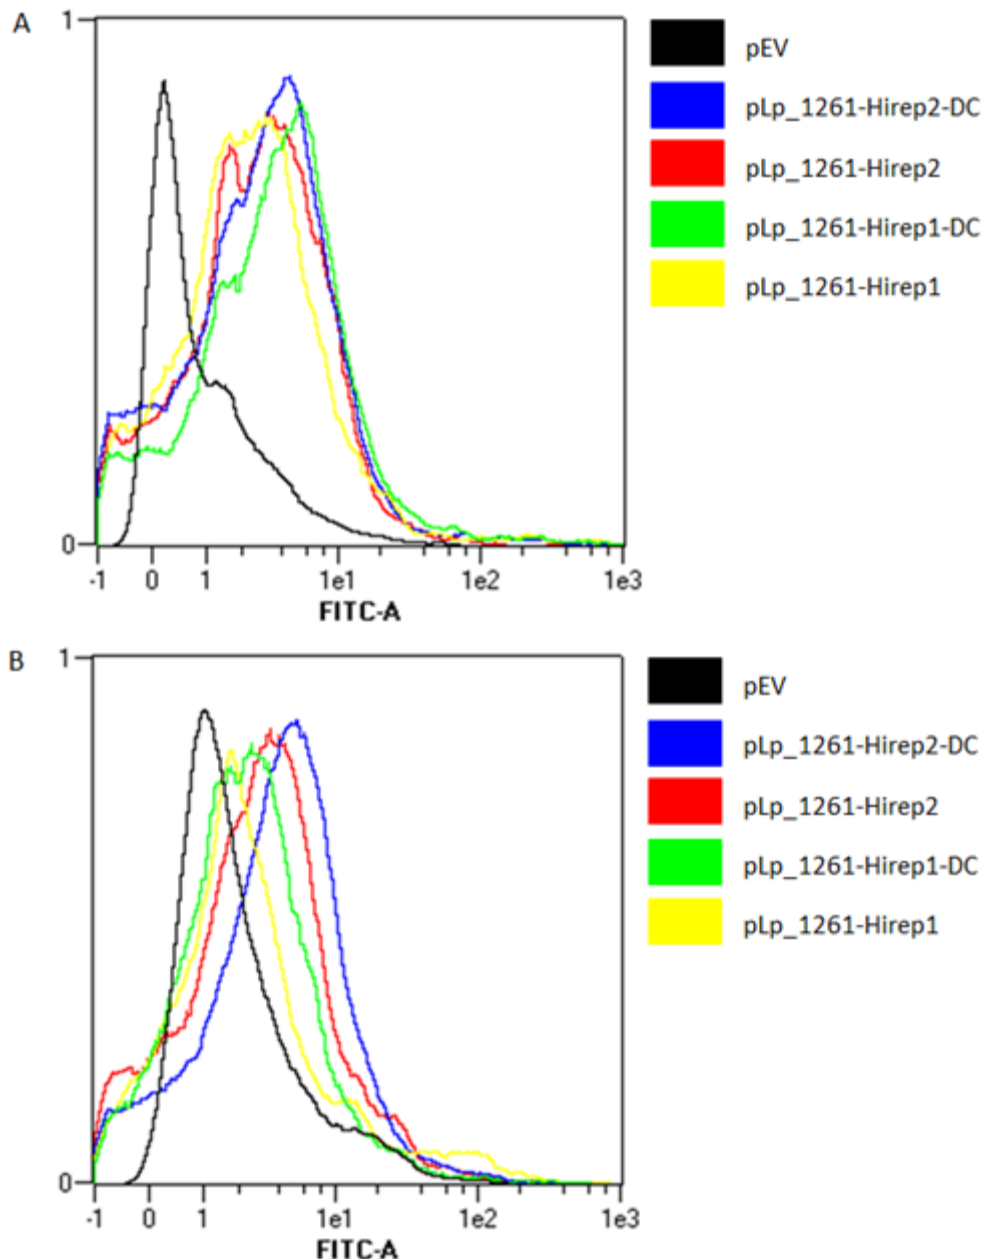 A
1
pEV
pLp_1261-Hirep2-DC
pLp_1261-Hirep2
pLp_1261-Hirep1-DC
pLp_1261-Hirep1
0
-1 0 1 1e1 1e2 1e3
FITC-A
B
1
pEV
pLp_1261-Hirep2-DC
pLp_1261-Hirep2
pLp_1261-Hirep1-DC
pLp_1261-Hirep1
0
-1 0 1 1e1 1e2 1e3
FITC-A